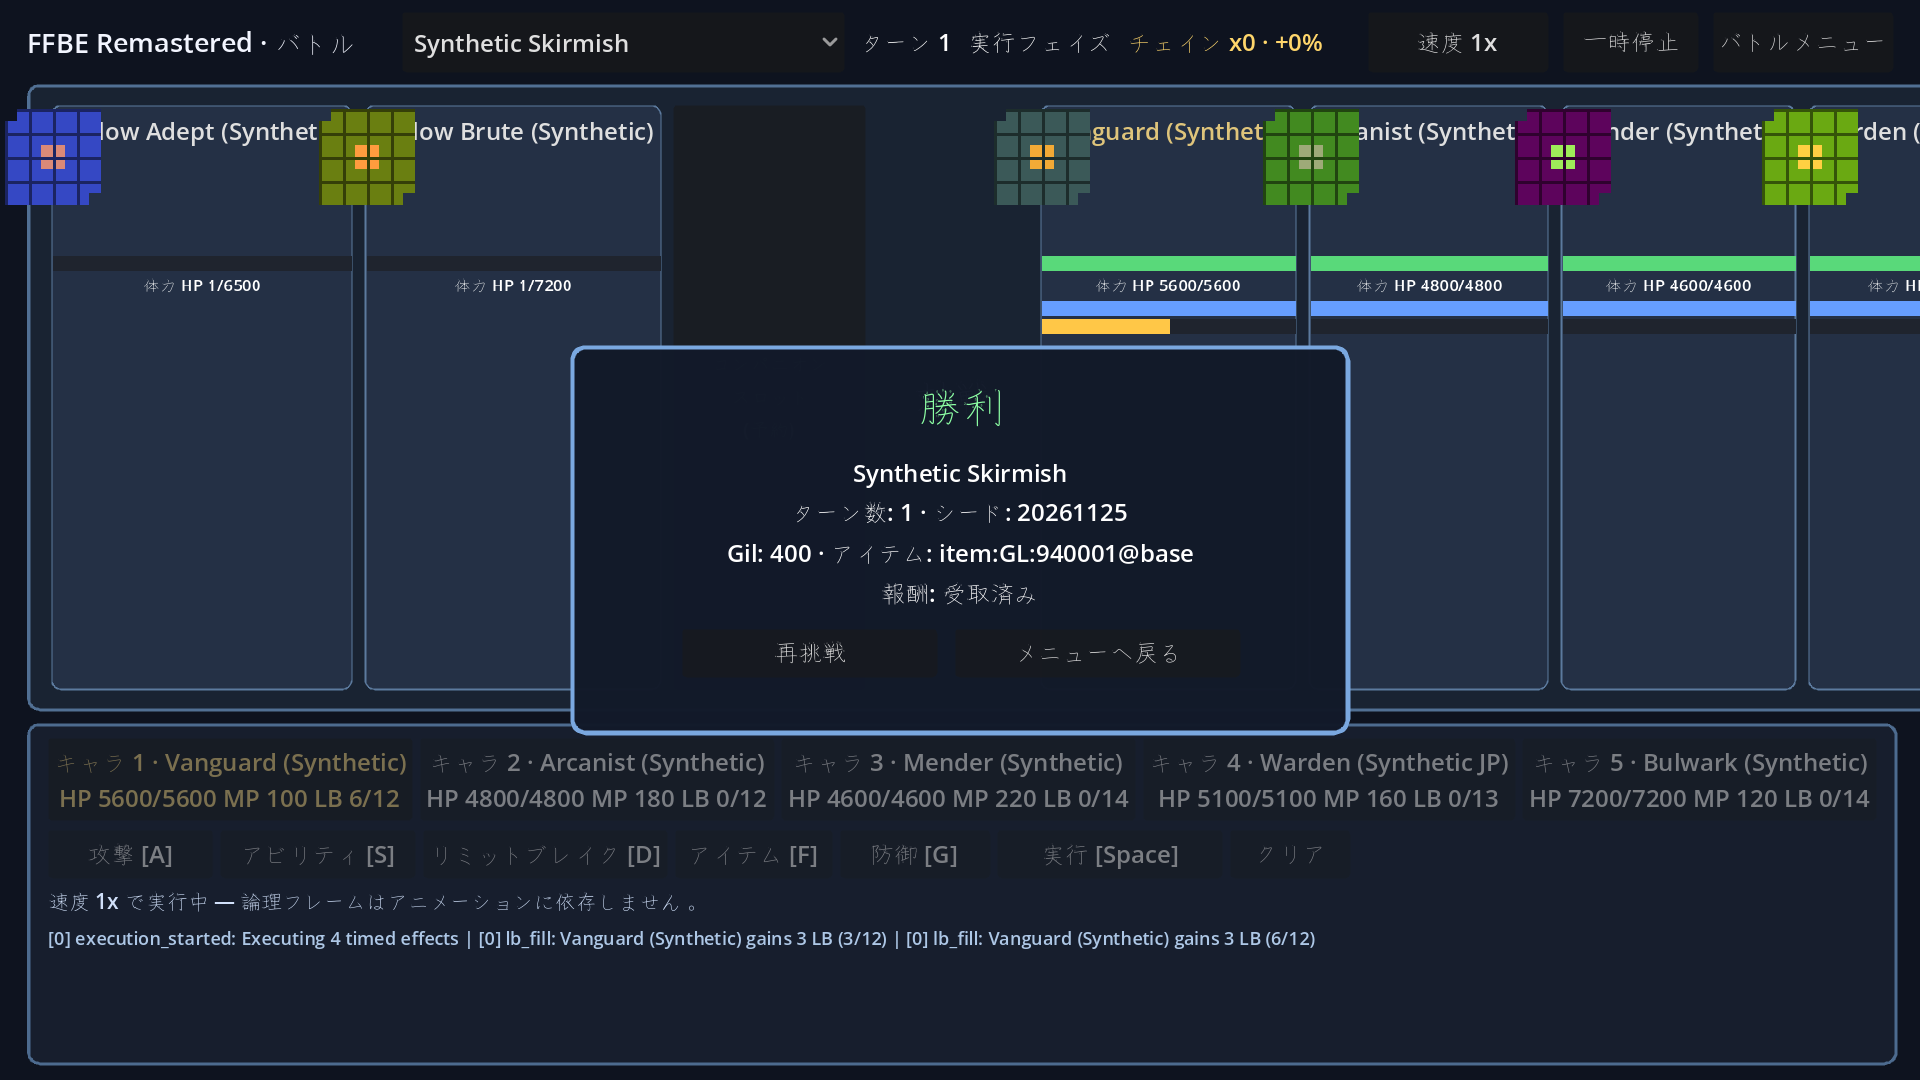 FFBE Remastered · バトル
Synthetic Skirmish
ターン 1 実行フェイズ チェイン x0 · +0%
速度 1x
一時停止
バトルメニュー
low Adept (Synthet
low Brute (Synthetic)
guard (Synthet
anist (Synthet
nder (Synthet
rden (
体力 HP 1/6500
体力 HP 1/7200
体力 HP 5600/5600
体力 HP 4800/4800
体力 HP 4600/4600
体力 H
勝利
Synthetic Skirmish
ターン数: 1 · シード: 20261125
Gil: 400 · アイテム: item:GL:940001@base
報酬: 受取済み
再挑戦
メニューへ戻る
キャラ 1 · Vanguard (Synthetic)
HP 5600/5600 MP 100 LB 6/12
キャラ 2 · Arcanist (Synthetic)
HP 4800/4800 MP 180 LB 0/12
キャラ 3 · Mender (Synthetic)
HP 4600/4600 MP 220 LB 0/14
キャラ 4 · Warden (Synthetic JP)
HP 5100/5100 MP 160 LB 0/13
キャラ 5 · Bulwark (Synthetic)
HP 7200/7200 MP 120 LB 0/14
攻撃 [A]
アビリティ [S]
リミットブレイク [D]
アイテム [F]
防御 [G]
実行 [Space]
クリア
速度 1x で実行中 — 論理フレームはアニメーションに依存しません。
[0] execution_started: Executing 4 timed effects | [0] lb_fill: Vanguard (Synthetic) gains 3 LB (3/12) | [0] lb_fill: Vanguard (Synthetic) gains 3 LB (6/12)